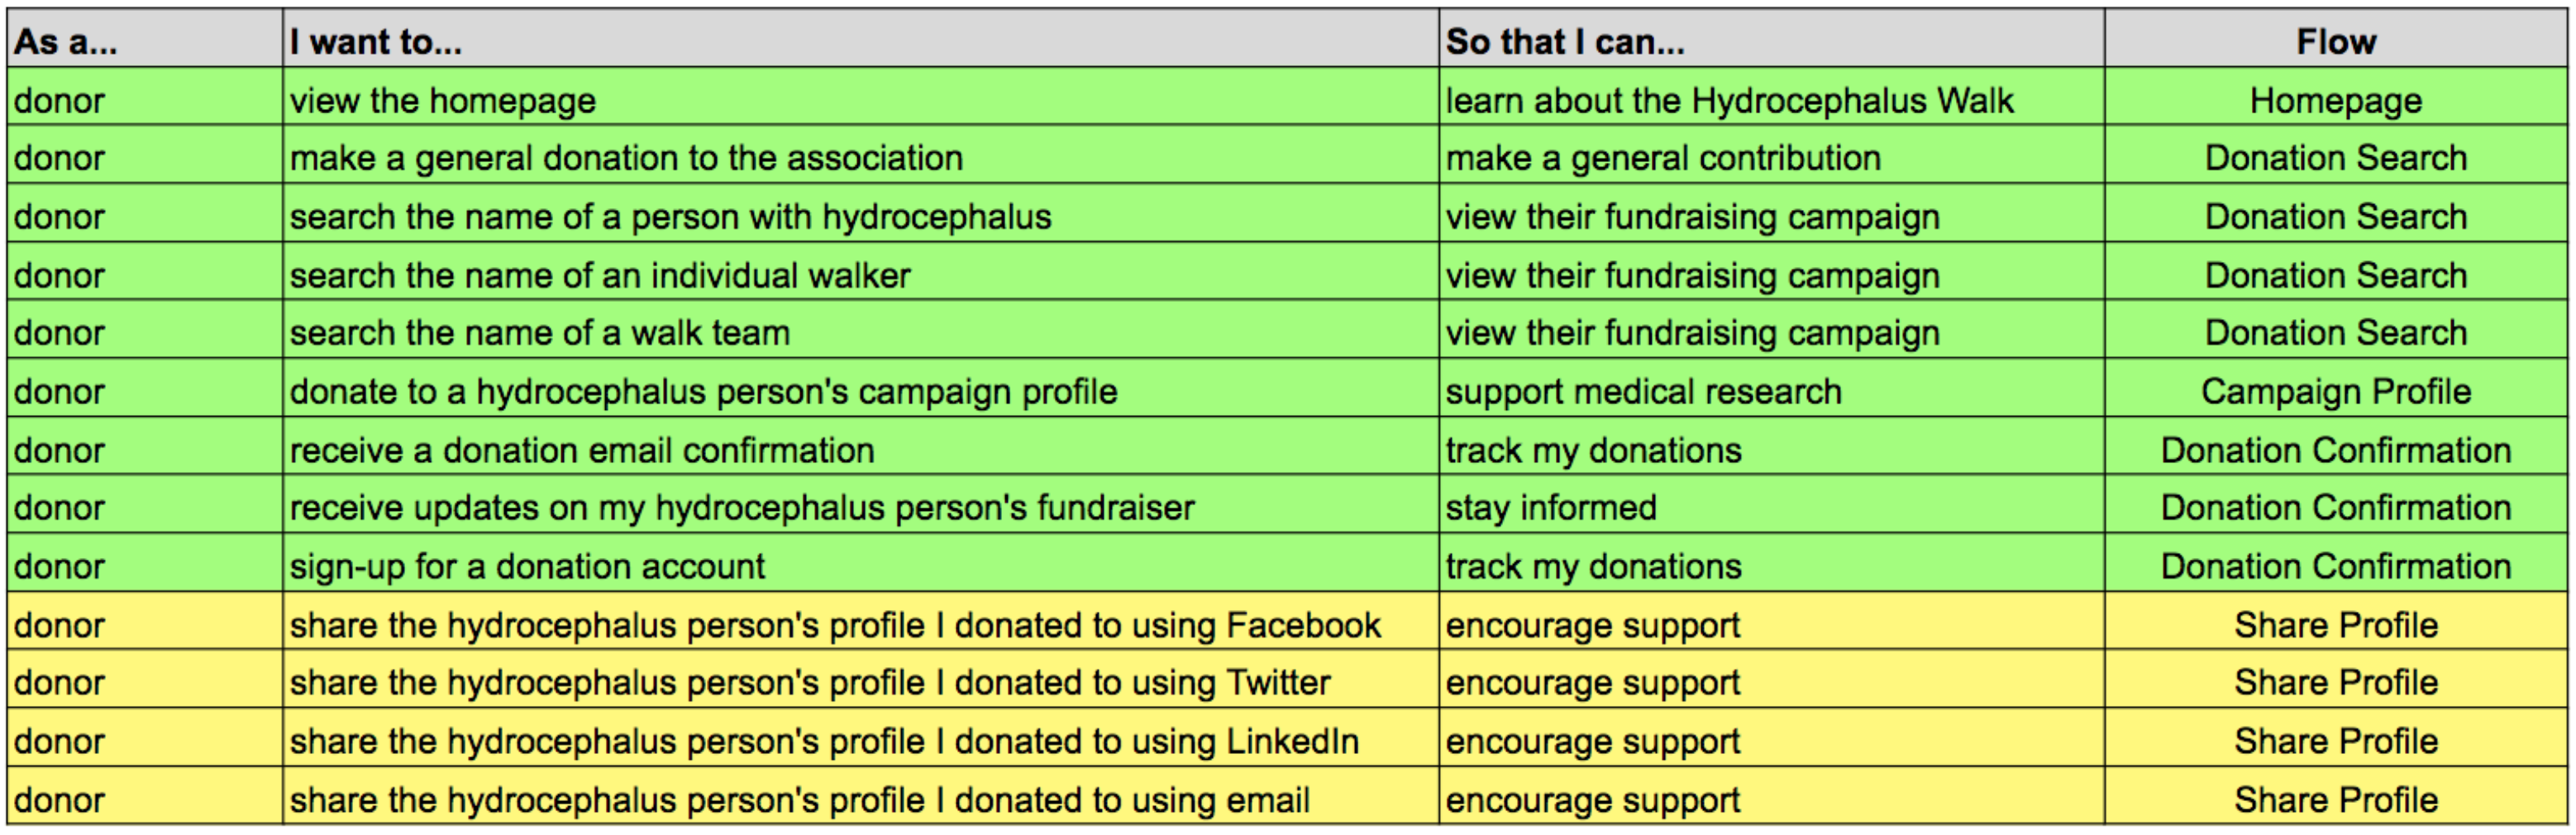 As a... I want to... So that I can... Flow
donor view the homepage learn about the Hydrocephalus Walk Homepage
donor make a general donation to the association make a general contribution Donation Search
donor search the name of a person with hydrocephalus view their fundraising campaign Donation Search
donor search the name of an individual walker view their fundraising campaign Donation Search
donor search the name of a walk team view their fundraising campaign Donation Search
donor donate to a hydrocephalus person's campaign profile support medical research Campaign Profile
donor receive a donation email confirmation track my donations Donation Confirmation
donor receive updates on my hydrocephalus person's fundraiser stay informed Donation Confirmation
donor sign-up for a donation account track my donations Donation Confirmation
donor share the hydrocephalus person's profile I donated to using Facebook encourage support Share Profile
donor share the hydrocephalus person's profile I donated to using Twitter encourage support Share Profile
donor share the hydrocephalus person's profile I donated to using LinkedIn encourage support Share Profile
donor share the hydrocephalus person's profile I donated to using email encourage support Share Profile